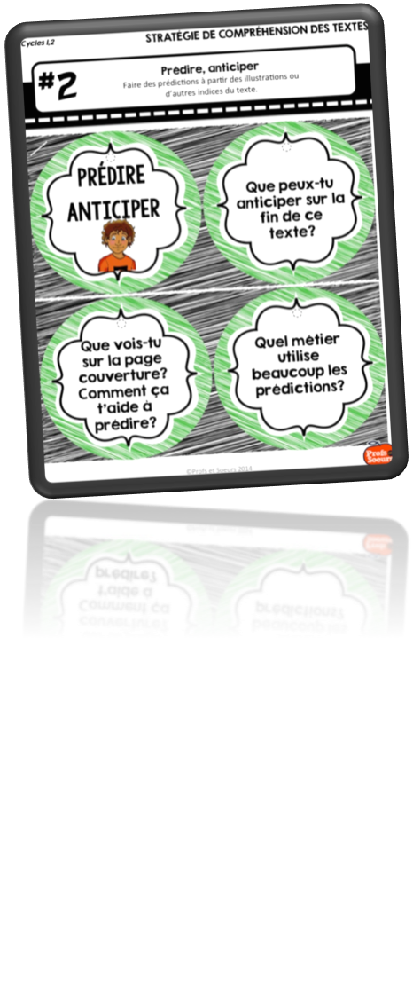 Cycles 1,2
STRATÉGIE DE COMPRÉHENSION DES TEXTES
#2
Prédire, anticiper
Faire des prédictions à partir des illustrations ou
d'autres indices du texte.
PRÉDIRE
ANTICIPER
Que peux-tu
anticiper sur la
fin de ce
texte?
Que vois-tu
sur la page
couverture?
Comment ça
t'aide à
prédire?
Quel métier
utilise
beaucoup les
prédictions?
©Profs et Soeurs 2014
Profs
Soeurs